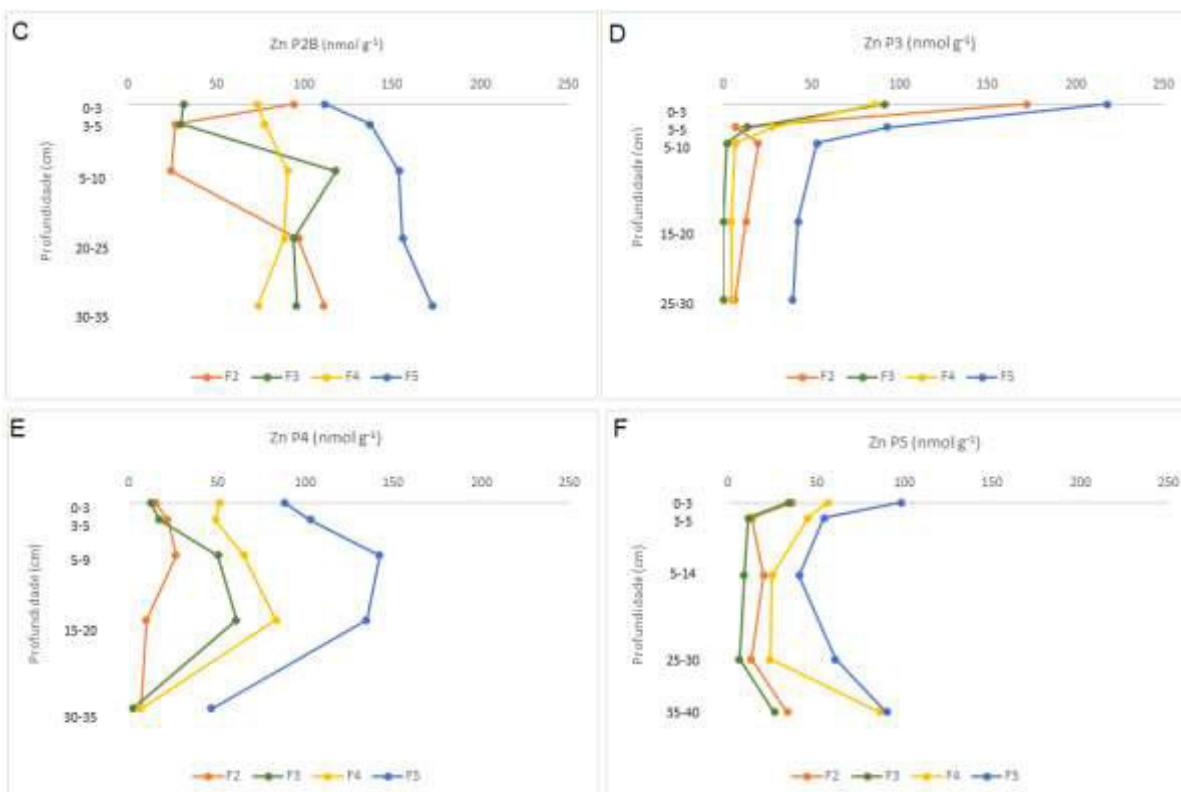 C
Zn P2B (nmol g⁻¹)
0 50 100 150 200 250
Profundidade (cm)
0-3
3-5
5-10
20-25
30-35
F2 F3 F4 F5
D
Zn P3 (nmol g⁻¹)
0 50 100 150 200 250
Profundidade (cm)
0-3
3-5
5-10
15-20
25-30
F2 F3 F4 F5
E
Zn P4 (nmol g⁻¹)
0 50 100 150 200 250
Profundidade (cm)
0-3
3-5
5-9
15-20
30-35
F2 F3 F4 F5
F
Zn P5 (nmol g⁻¹)
0 50 100 150 200 250
Profundidade (cm)
0-3
3-5
5-14
25-30
35-40
F2 F3 F4 F5